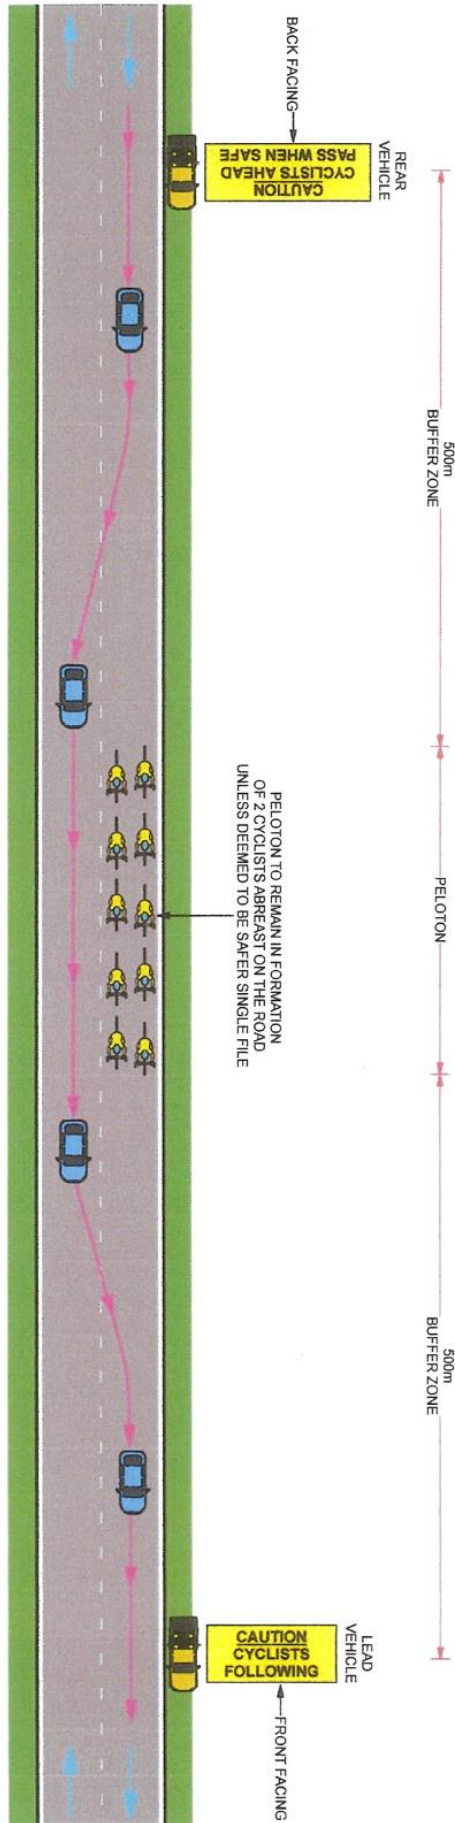 BACK FACING
CAUTION
CYCLISTS AHEAD
PASS WHEN SAFE
REAR
VEHICLE
500m
BUFFER ZONE
PELOTON TO REMAIN IN FORMATION
OF 2 CYCLISTS ABREAST ON THE ROAD
UNLESS DEEMED TO BE SAFER SINGLE FILE
PELOTON
500m
BUFFER ZONE
LEAD
VEHICLE
CAUTION
CYCLISTS
FOLLOWING
FRONT FACING